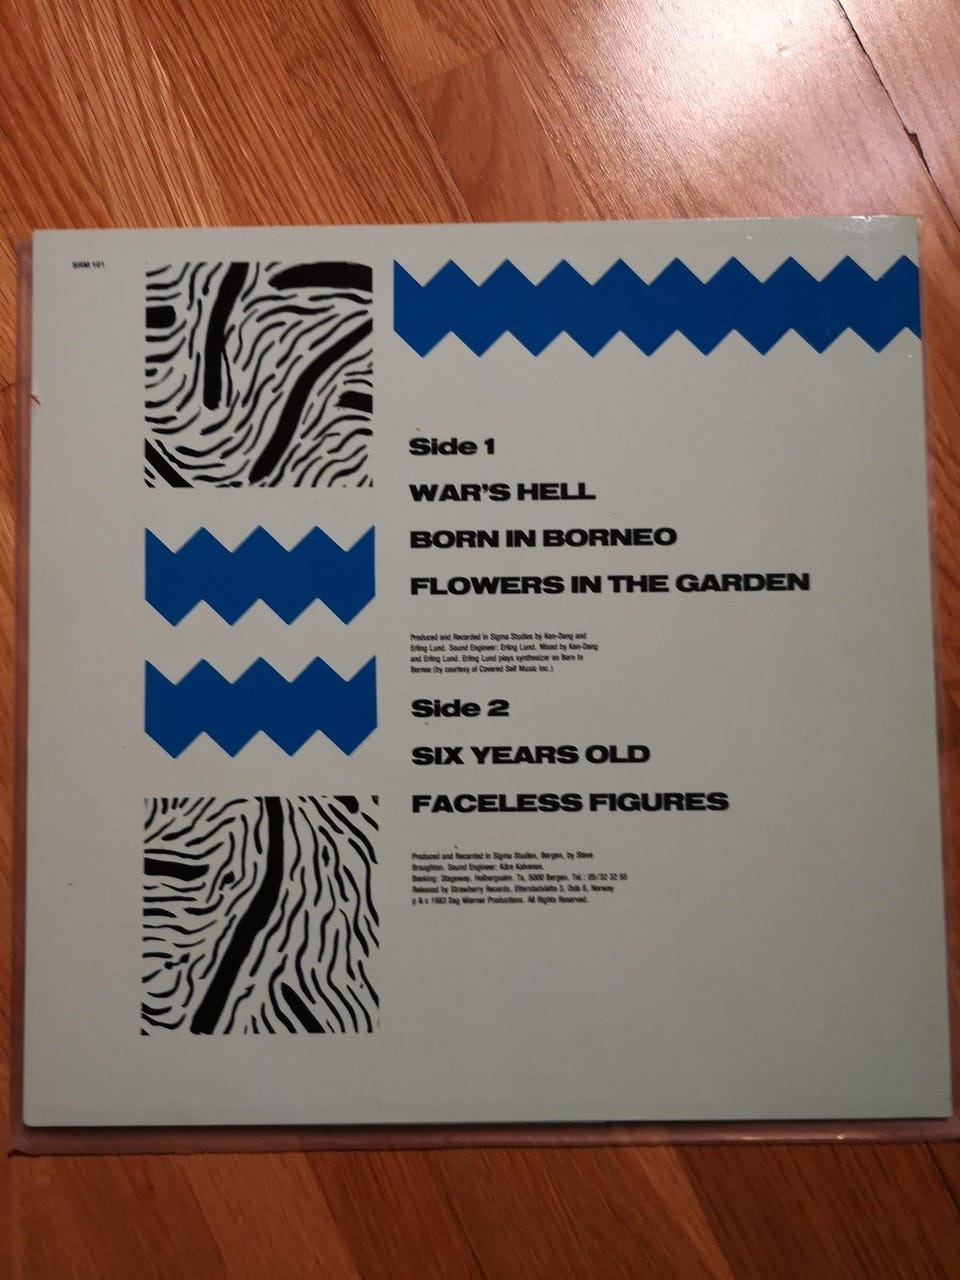 SRM 101
Side 1
WAR'S HELL
BORN IN BORNEO
FLOWERS IN THE GARDEN
Produced and Recorded in Sigma Studios by Ken-Dang and
Erling Lund. Sound Engineer: Erling Lund. Mixed by Ken-Dang
and Erling Lund. Erling Lund plays synthesizer on Born in
Borneo (by courtesy of Covered Salt Music Inc.)
Side 2
SIX YEARS OLD
FACELESS FIGURES
Produced and Recorded in Sigma Studios, Bergen, by Steve
Broughton. Sound Engineer: Kåre Kalvenes.
Booking: Stageway, Holbergsalm. 7a, 5000 Bergen. Tel.: 05/32 32 55
Released by Strawberry Records, Etterstadsletta 3, Oslo 6, Norway
p & c 1983 Dag Wærner Productions. All Rights Reserved.